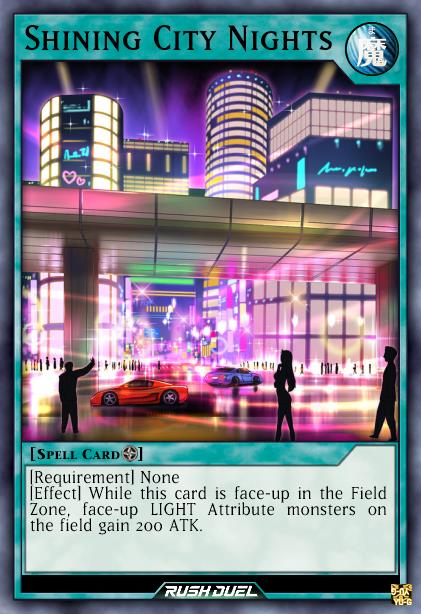 SHINING CITY NIGHTS
ま
魔
[SPELL CARD]
[Requirement] None
[Effect] While this card is face-up in the Field
Zone, face-up LIGHT Attribute monsters on
the field gain 200 ATK.
RUSH DUEL